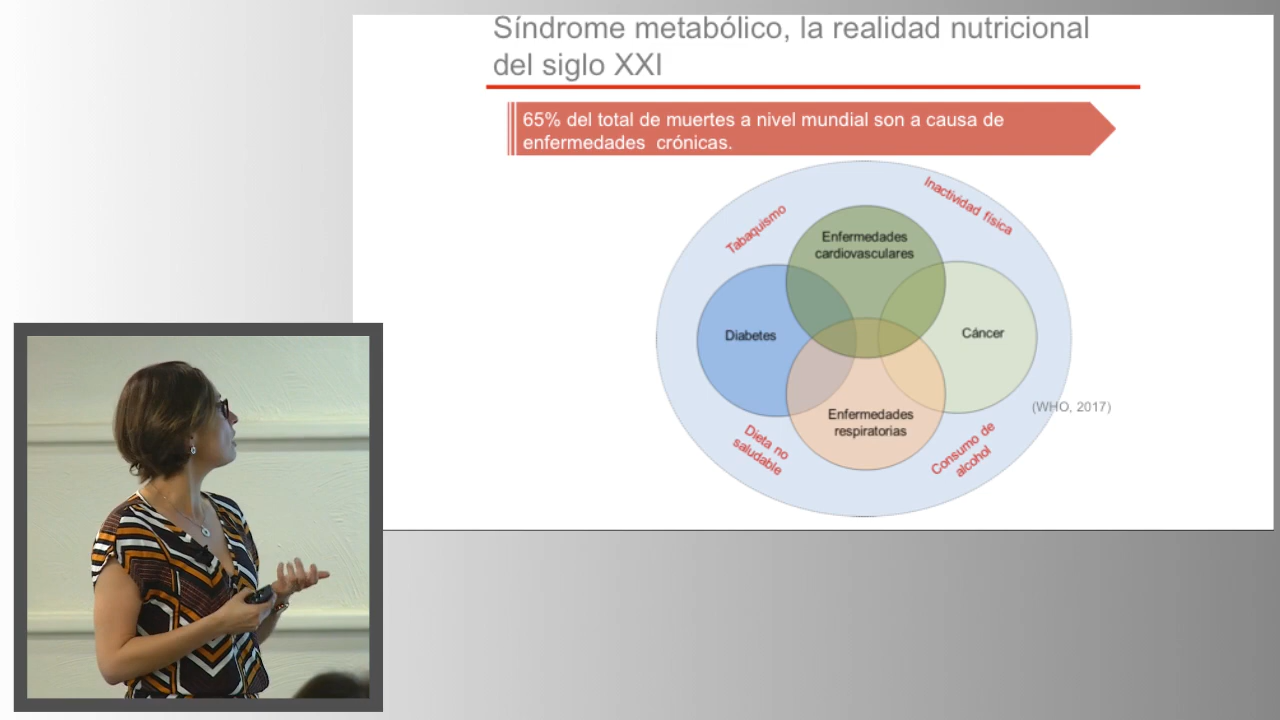 Síndrome metabólico, la realidad nutricional
del siglo XXI
65% del total de muertes a nivel mundial son a causa de
enfermedades  crónicas.
Inactividad física
Tabaquismo
Enfermedades
cardiovasculares
Diabetes
Cáncer
Enfermedades
respiratorias
(WHO, 2017)
Dieta no
saludable
Consumo de
alcohol